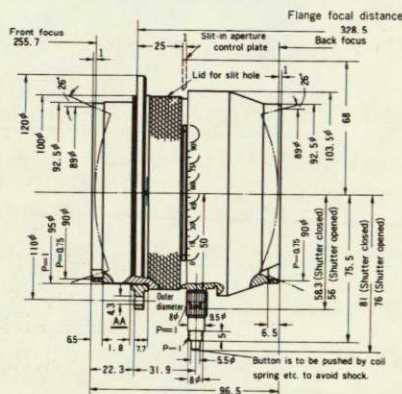 Flange focal distance
328.5
Front focus
255.7
25
1
Slit-in aperture
control plate
Back focus
1
Lid for slit hole
1
26°
26°
120ϕ
100ϕ
92.5ϕ
89ϕ
89ϕ
92.5ϕ
103.5ϕ
68
110ϕ
P=1
95ϕ
P=0.75
90ϕ
50
P=0.75
90ϕ
58.3 (Shutter closed)
56 (Shutter opened)
75.5
81 (Shutter closed)
76 (Shutter opened)
4.3
AA
Outer
diameter
8ϕ
9.5ϕ
P=1
5
6.5
1.8
7.7
P=1
6.5
5.5ϕ
Button is to be pushed by coil
spring etc. to avoid shock.
22.3
31.9
8ϕ
96.5